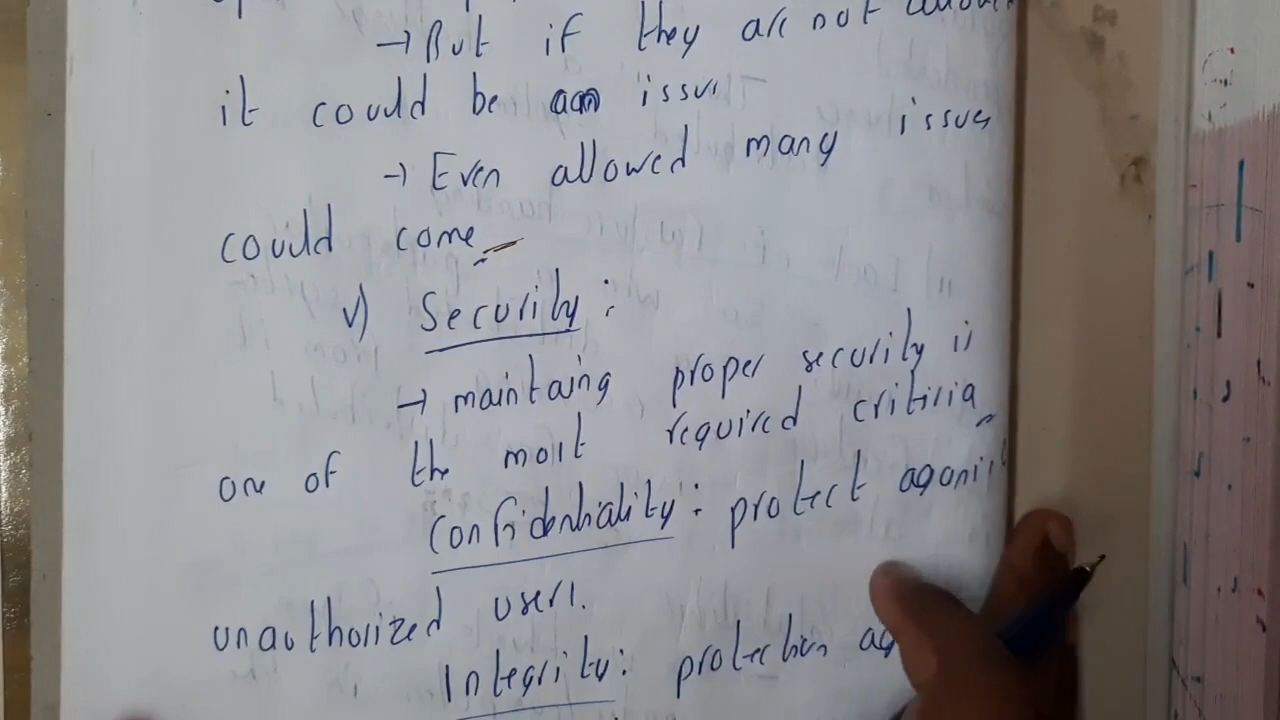 → But if they are not
it could be an issue
→ Even allowed many issues
could come
v) Security:
→ maintaing proper security is
one of the most required critiria
Confidentiality: protect against
unauthorized users.
Integrity: protection